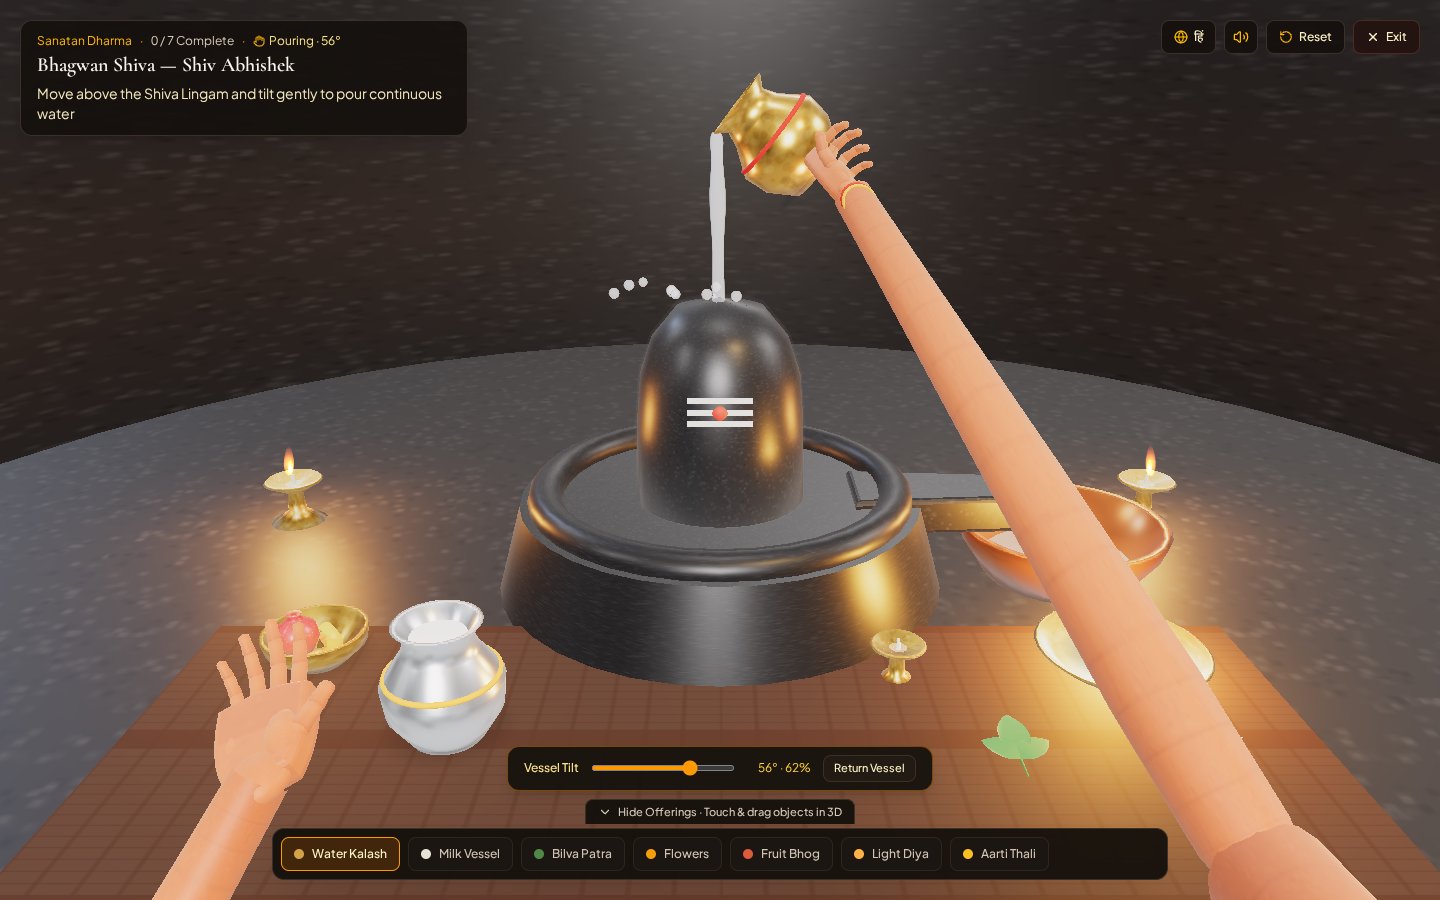 Sanatan Dharma · 0 / 7 Complete · Pouring · 56°
Bhagwan Shiva — Shiv Abhishek
Move above the Shiva Lingam and tilt gently to pour continuous
water
हिं
Reset
Exit
Vessel Tilt 56° · 62% Return Vessel
Hide Offerings · Touch & drag objects in 3D
Water Kalash
Milk Vessel
Bilva Patra
Flowers
Fruit Bhog
Light Diya
Aarti Thali